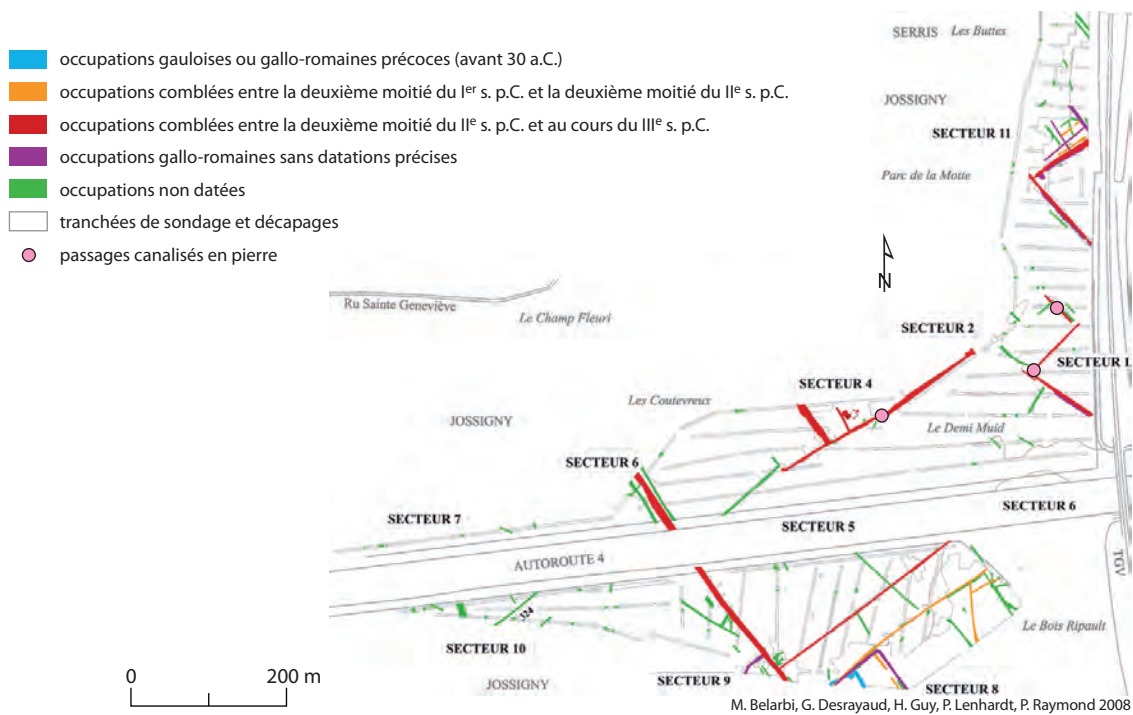 occupations gauloises ou gallo-romaines précoces (avant 30 a.C.)
occupations comblées entre la deuxième moitié du Ier s. p.C. et la deuxième moitié du IIe s. p.C.
occupations comblées entre la deuxième moitié du IIe s. p.C. et au cours du IIIe s. p.C.
occupations gallo-romaines sans datations précises
occupations non datées
tranchées de sondage et décapages
passages canalisés en pierre
SERRIS Les Buttes
JOSSIGNY
SECTEUR 11
Parc de la Motte
N
Ru Sainte Geneviève
Le Champ Fleuri
SECTEUR 2
SECTEUR 1
SECTEUR 4
Les Coutevreux
JOSSIGNY
Le Demi Muid
SECTEUR 6
SECTEUR 7
SECTEUR 5
SECTEUR 6
AUTOROUTE 4
TGV
324
Le Bois Ripault
SECTEUR 10
SECTEUR 9
SECTEUR 8
JOSSIGNY
0 200 m
M. Belarbi, G. Desrayaud, H. Guy, P. Lenhardt, P. Raymond 2008